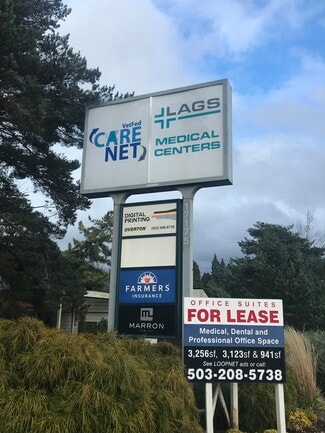 VetFed
CARE
NET
LAGS
MEDICAL
CENTERS
DIGITAL
PRINTING
OVERTON
FARMERS
INSURANCE
M
MARRON
OFFICE SUITES
FOR LEASE
Medical, Dental and
Professional Office Space
3,256sf, 3,123sf & 941sf
See LOOPNET ads or call:
503-208-5738